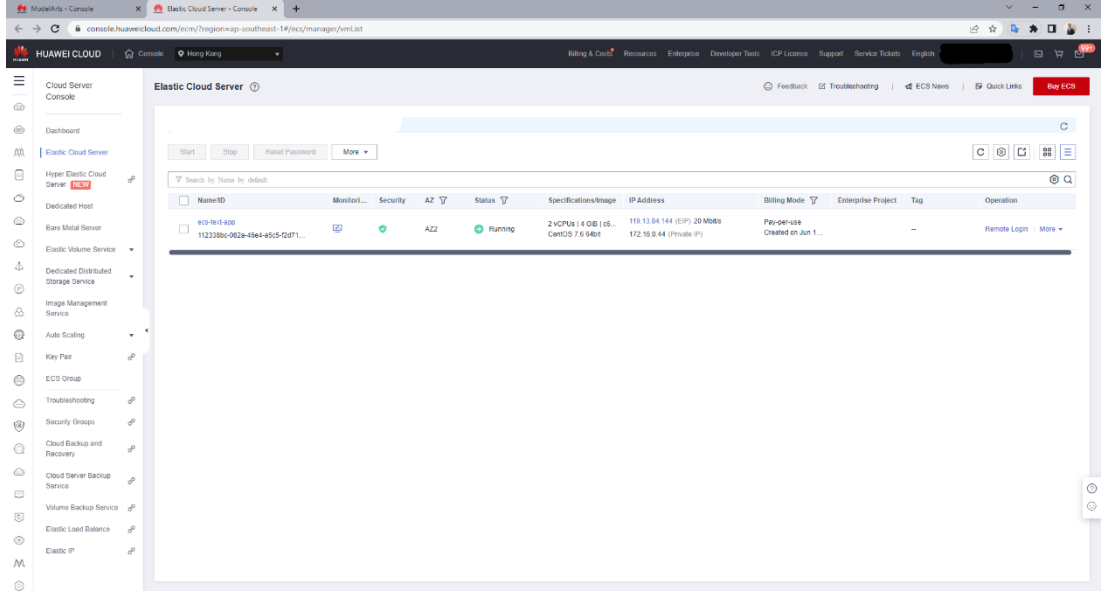 ModelArts - Console
Elastic Cloud Server - Console
console.huaweicloud.com/ecm/?region=ap-southeast-1#/ecs/manager/vmList
HUAWEI
HUAWEI CLOUD
Console
Hong Kong
Billing & Costs
Resources
Enterprise
Developer Tools
ICP License
Support
Service Tickets
English
99+
Cloud Server
Console
Dashboard
Elastic Cloud Server
Hyper Elastic Cloud
Server NEW
Dedicated Host
Bare Metal Server
Elastic Volume Service
Dedicated Distributed
Storage Service
Image Management
Service
Auto Scaling
Key Pair
ECS Group
Troubleshooting
Security Groups
Cloud Backup and
Recovery
Cloud Server Backup
Service
Volume Backup Service
Elastic Load Balance
Elastic IP
Elastic Cloud Server
Feedback
Troubleshooting
ECS News
Quick Links
Buy ECS
Start
Stop
Reset Password
More
Search by Name by default.
Name/ID
Monitori...
Security
AZ
Status
Specifications/Image
IP Address
Billing Mode
Enterprise Project
Tag
Operation
ecs-text-app
AZ2
Running
2 vCPUs | 4 GiB | c6...
CentOS 7.6 64bit
119.13.84.144 (EIP) 20 Mbit/s
172.16.0.44 (Private IP)
Pay-per-use
Created on Jun 1...
--
Remote Login
More